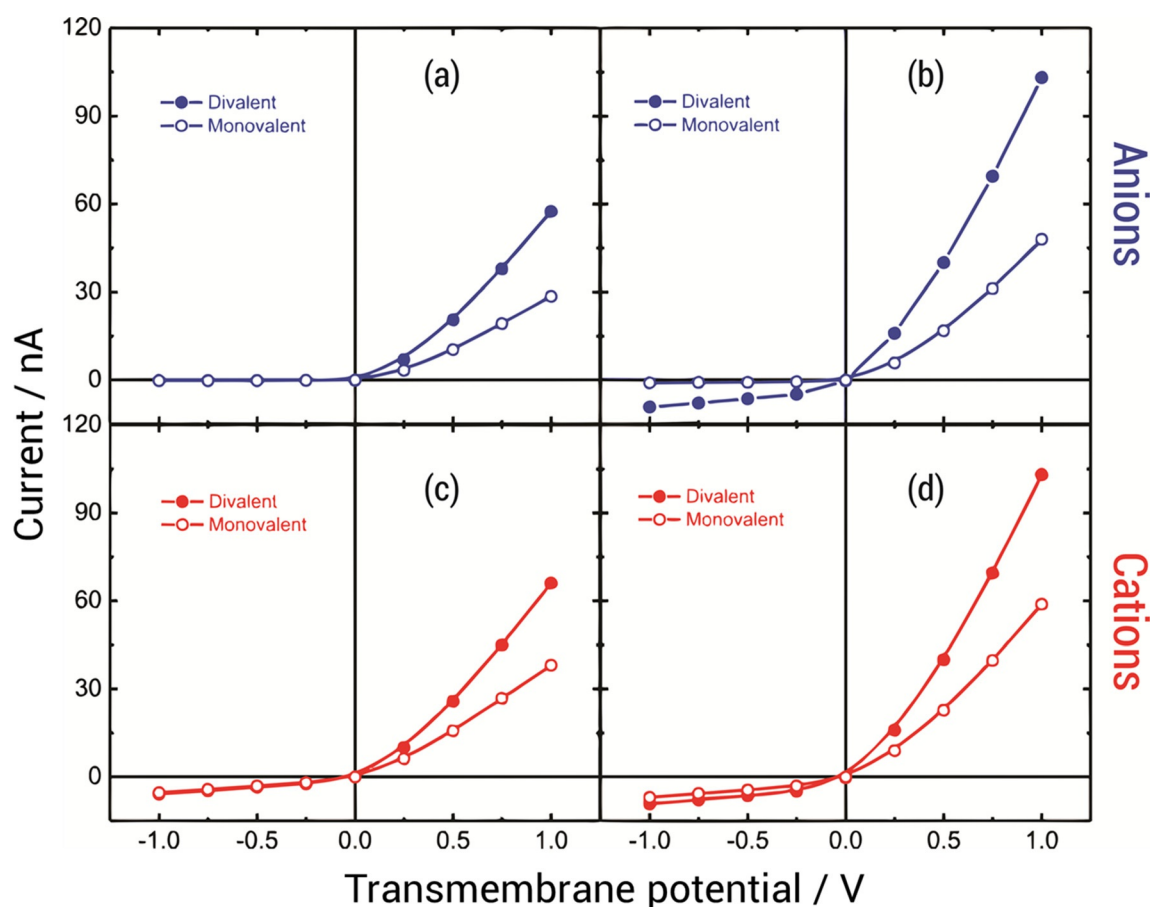 120
90
60
30
0
(a)
Divalent
Monovalent
(b)
Divalent
Monovalent
Anions
120
90
60
30
0
(c)
Divalent
Monovalent
(d)
Divalent
Monovalent
Cations
Current / nA
-1.0 -0.5 0.0 0.5 1.0 -1.0 -0.5 0.0 0.5 1.0
Transmembrane potential / V